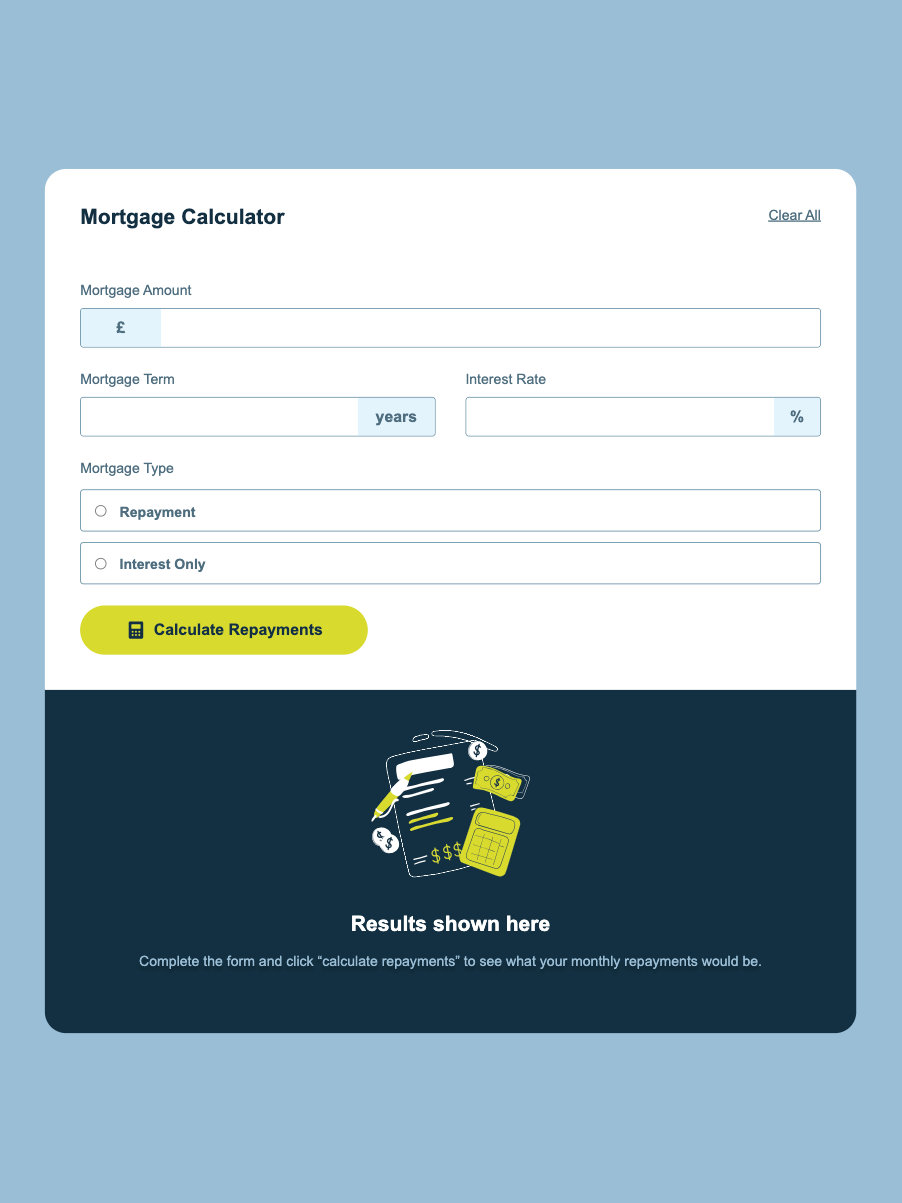 Mortgage Calculator
Clear All
Mortgage Amount
£
Mortgage Term
Interest Rate
years
%
Mortgage Type
Repayment
Interest Only
Calculate Repayments
$
$
$
$
$$$
Results shown here
Complete the form and click “calculate repayments” to see what your monthly repayments would be.